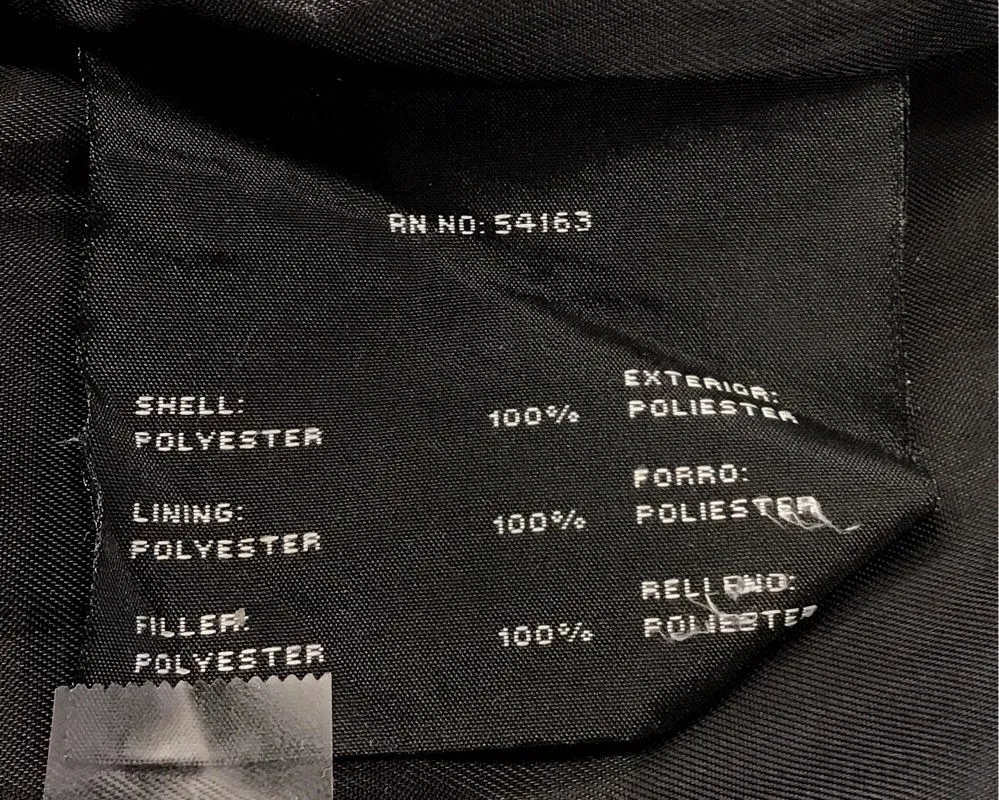 RN NO: 54163
SHELL:
POLYESTER 100%
EXTERIOR:
POLIESTER
LINING:
POLYESTER 100%
FORRO:
POLIESTER
FILLER:
POLYESTER 100%
RELLENO:
POLIESTER